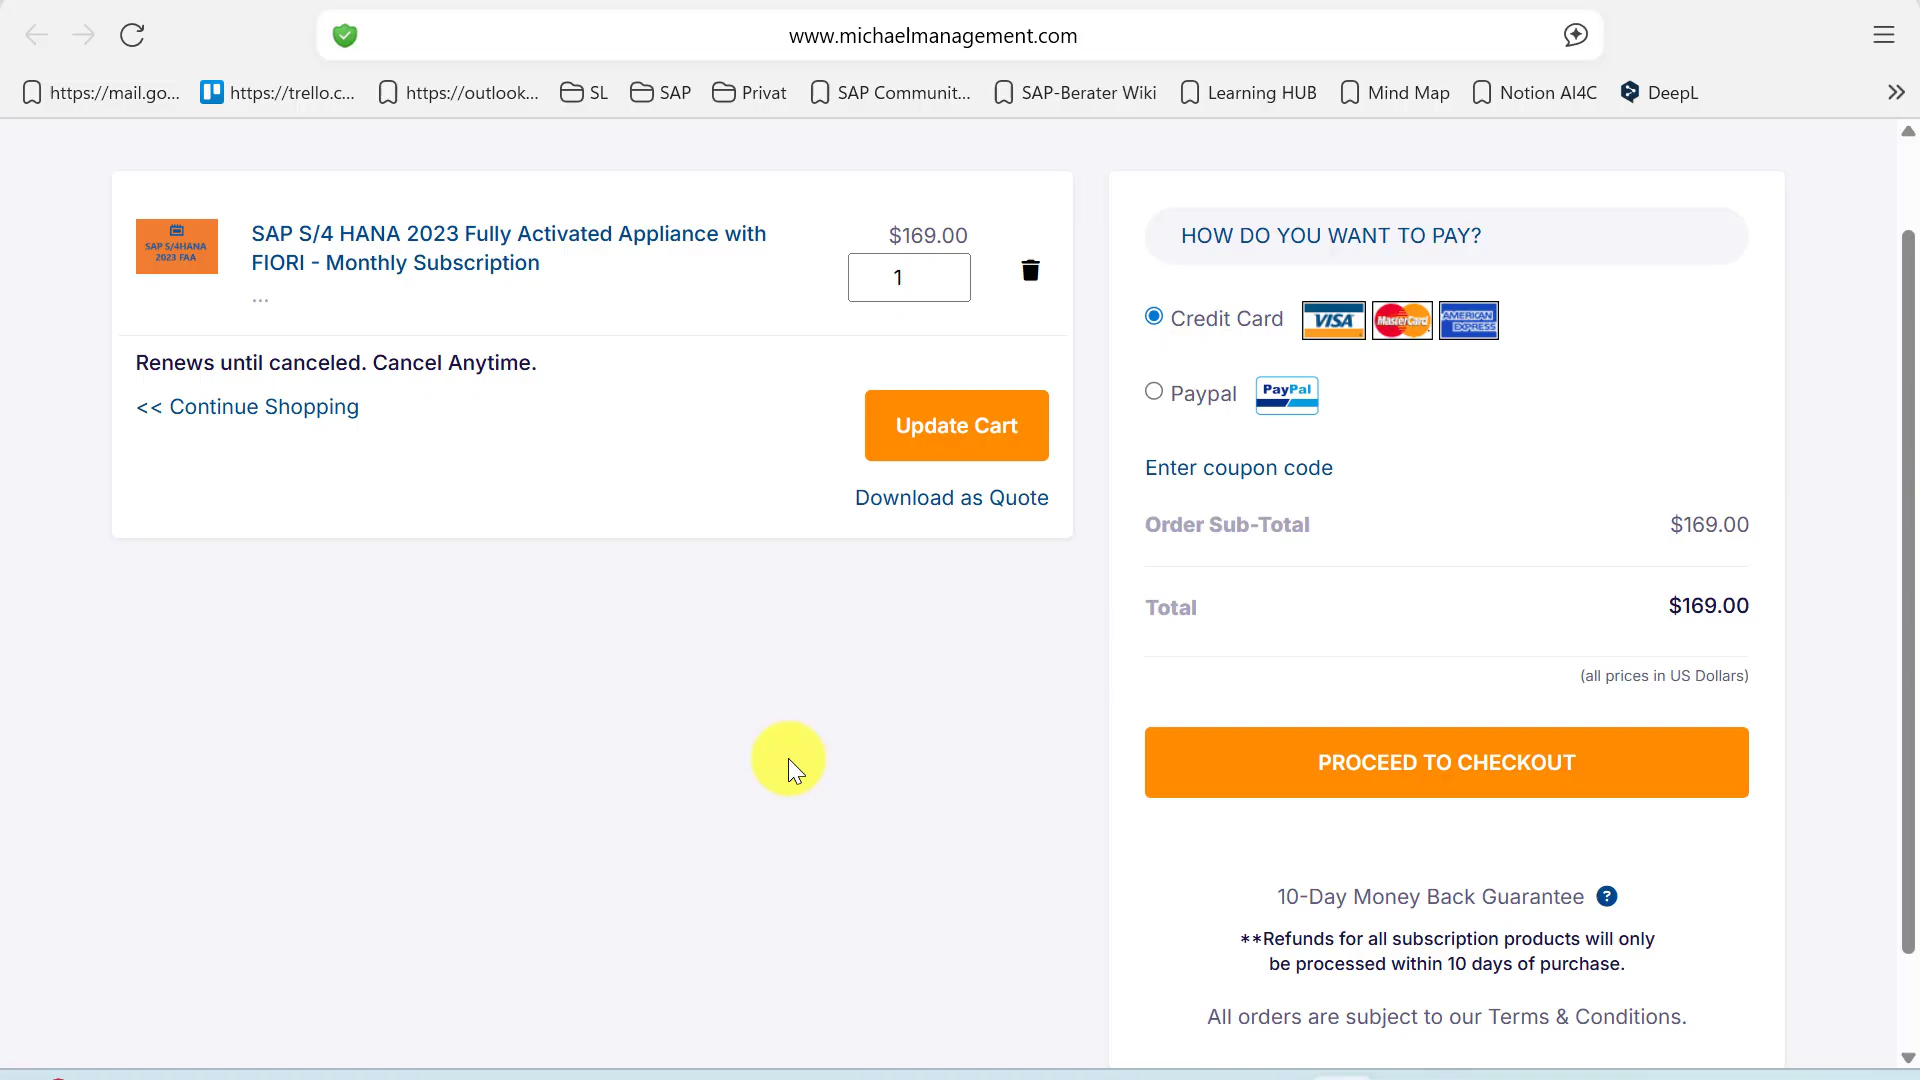 www.michaelmanagement.com
https://mail.go...
https://trello.c...
https://outlook...
SL
SAP
Privat
SAP Communit...
SAP-Berater Wiki
Learning HUB
Mind Map
Notion AI4C
DeepL
SAP S/4HANA
2023 FAA
SAP S/4 HANA 2023 Fully Activated Appliance with
FIORI - Monthly Subscription
...
$169.00
1
Renews until canceled. Cancel Anytime.
<< Continue Shopping
Update Cart
Download as Quote
HOW DO YOU WANT TO PAY?
Credit Card
VISA
MasterCard
AMERICAN
EXPRESS
Paypal
PayPal
Enter coupon code
Order Sub-Total
$169.00
Total
$169.00
(all prices in US Dollars)
PROCEED TO CHECKOUT
10-Day Money Back Guarantee ?
**Refunds for all subscription products will only
be processed within 10 days of purchase.
All orders are subject to our Terms & Conditions.